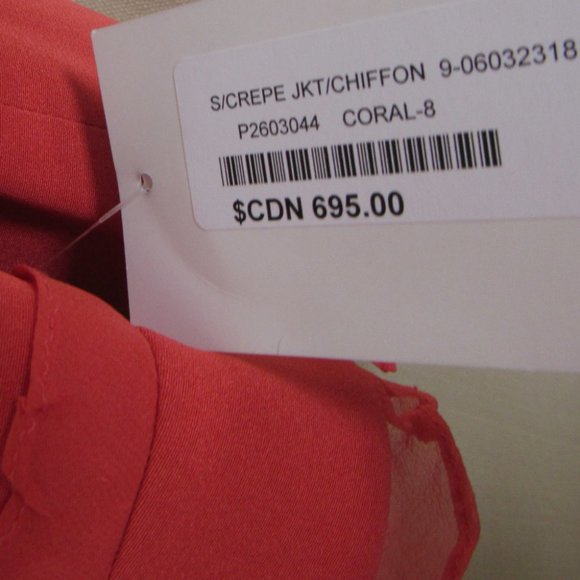 S/CREPE JKT/CHIFFON 9-06032318
P2603044 CORAL-8
$CDN 695.00